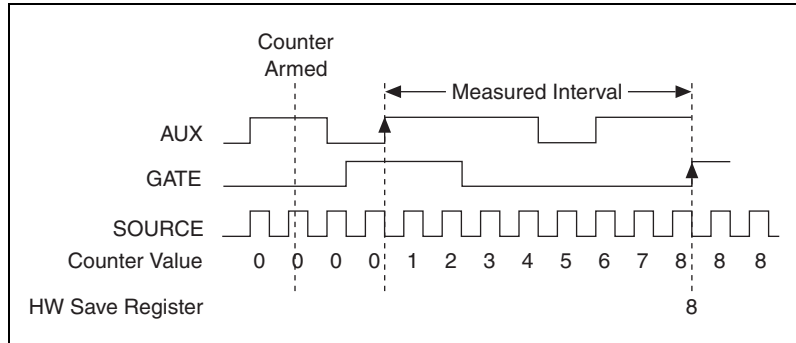 Counter
Armed
Measured Interval
AUX
GATE
SOURCE
Counter Value 0 0 0 0 1 2 3 4 5 6 7 8 8 8
HW Save Register 8